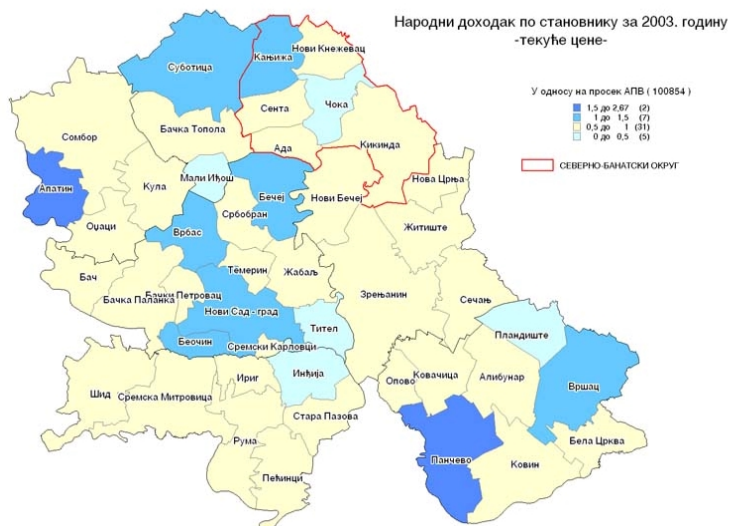 Народни доходак по становнику за 2003. годину
-текуће цене-
У односу на просек АПВ ( 100854 )
1,5 до 2,67 (2)
1 до 1,5 (7)
0,5 до 1 (31)
0 до 0,5 (5)
СЕВЕРНО-БАНАТСКИ ОКРУГ
Суботица
Кањижа
Нови Кнежевац
Сента
Чока
Бачка Топола
Сомбор
Ада
Кикинда
Мали Иђош
Апатин
Кула
Бечеј
Нова Црња
Србобран
Нови Бечеј
Оџаци
Врбас
Житиште
Бач
Темерин
Жабаљ
Бачка Паланка
Бачки Петровац
Зрењанин
Сечањ
Нови Сад - град
Тител
Пландиште
Беочин
Сремски Карловци
Инђија
Опово
Ковачица
Алибунар
Вршац
Шид
Сремска Митровица
Ириг
Стара Пазова
Рума
Бела Црква
Панчево
Ковин
Пећинци